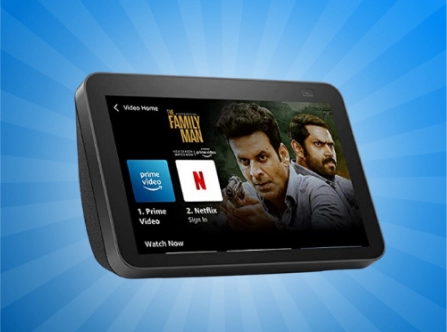 Video Home
THE
FAMILY
MAN
prime
video
N
1. Prime
Video
2. Netflix
Sign in
Watch Now